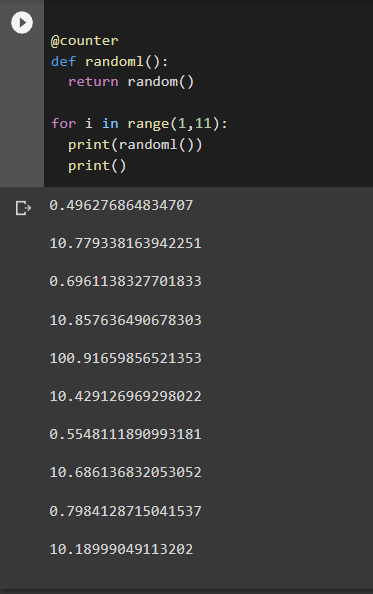 @counter
def randoml():
  return random()
for i in range(1,11):
  print(randoml())
  print()
0.496276864834707
10.779338163942251
0.6961138327701833
10.857636490678303
100.91659856521353
10.429126969298022
0.5548111890993181
10.686136832053052
0.7984128715041537
10.18999049113202